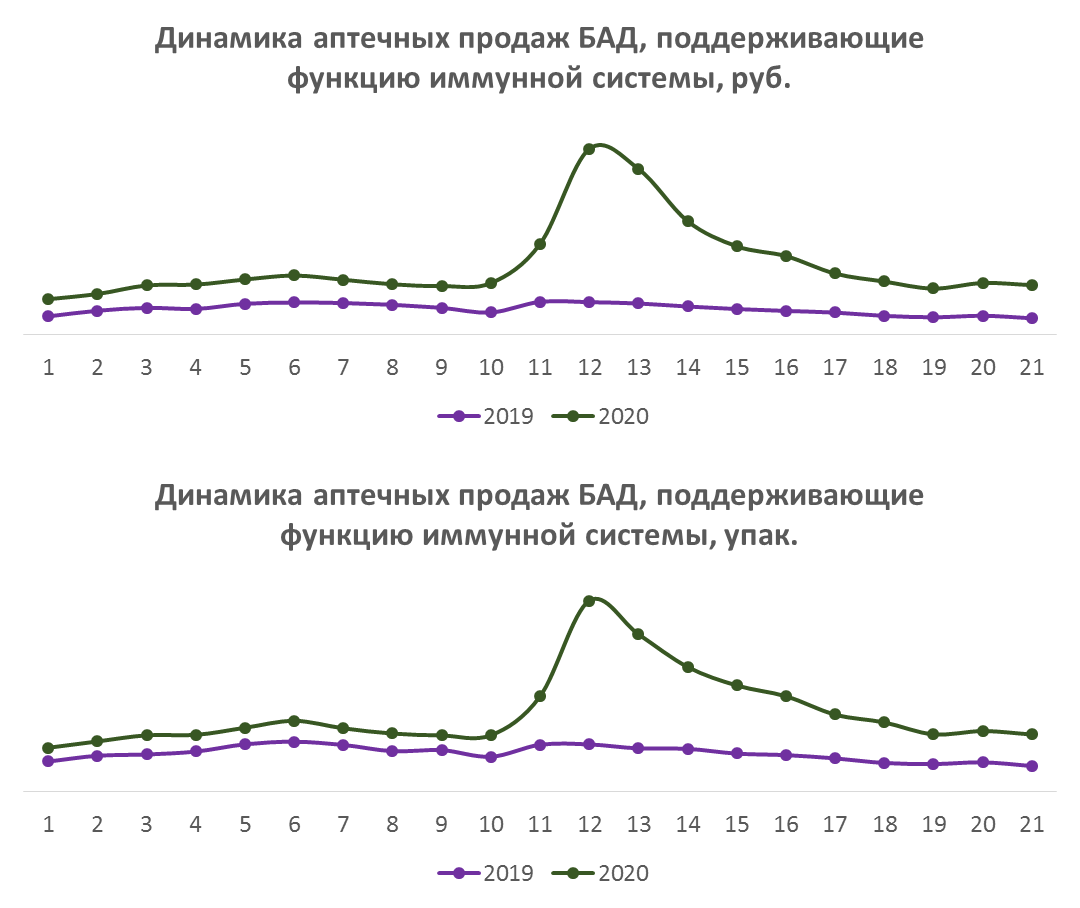 Динамика аптечных продаж БАД, поддерживающие
функцию иммунной системы, руб.
1 2 3 4 5 6 7 8 9 10 11 12 13 14 15 16 17 18 19 20 21
2019 2020
Динамика аптечных продаж БАД, поддерживающие
функцию иммунной системы, упак.
1 2 3 4 5 6 7 8 9 10 11 12 13 14 15 16 17 18 19 20 21
2019 2020